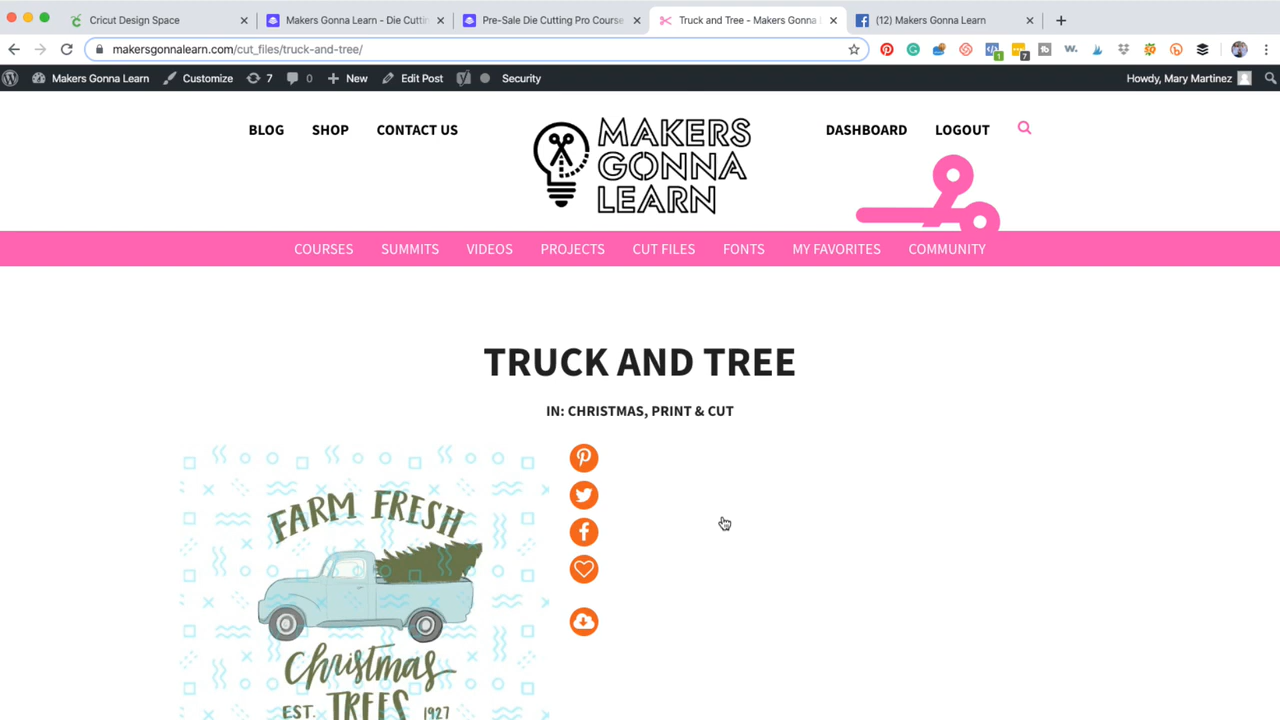 Cricut Design Space
Makers Gonna Learn - Die Cuttin
Pre-Sale Die Cutting Pro Course
Truck and Tree - Makers Gonna L
(12) Makers Gonna Learn
makersgonnalearn.com/cut_files/truck-and-tree/
1
7
Makers Gonna Learn
Customize
7
0
New
Edit Post
Security
Howdy, Mary Martinez
BLOG
SHOP
CONTACT US
MAKERS
GONNA
LEARN
DASHBOARD
LOGOUT
COURSES
SUMMITS
VIDEOS
PROJECTS
CUT FILES
FONTS
MY FAVORITES
COMMUNITY
TRUCK AND TREE
IN: CHRISTMAS, PRINT & CUT
FARM FRESH
Christmas
TREES
EST. 1927